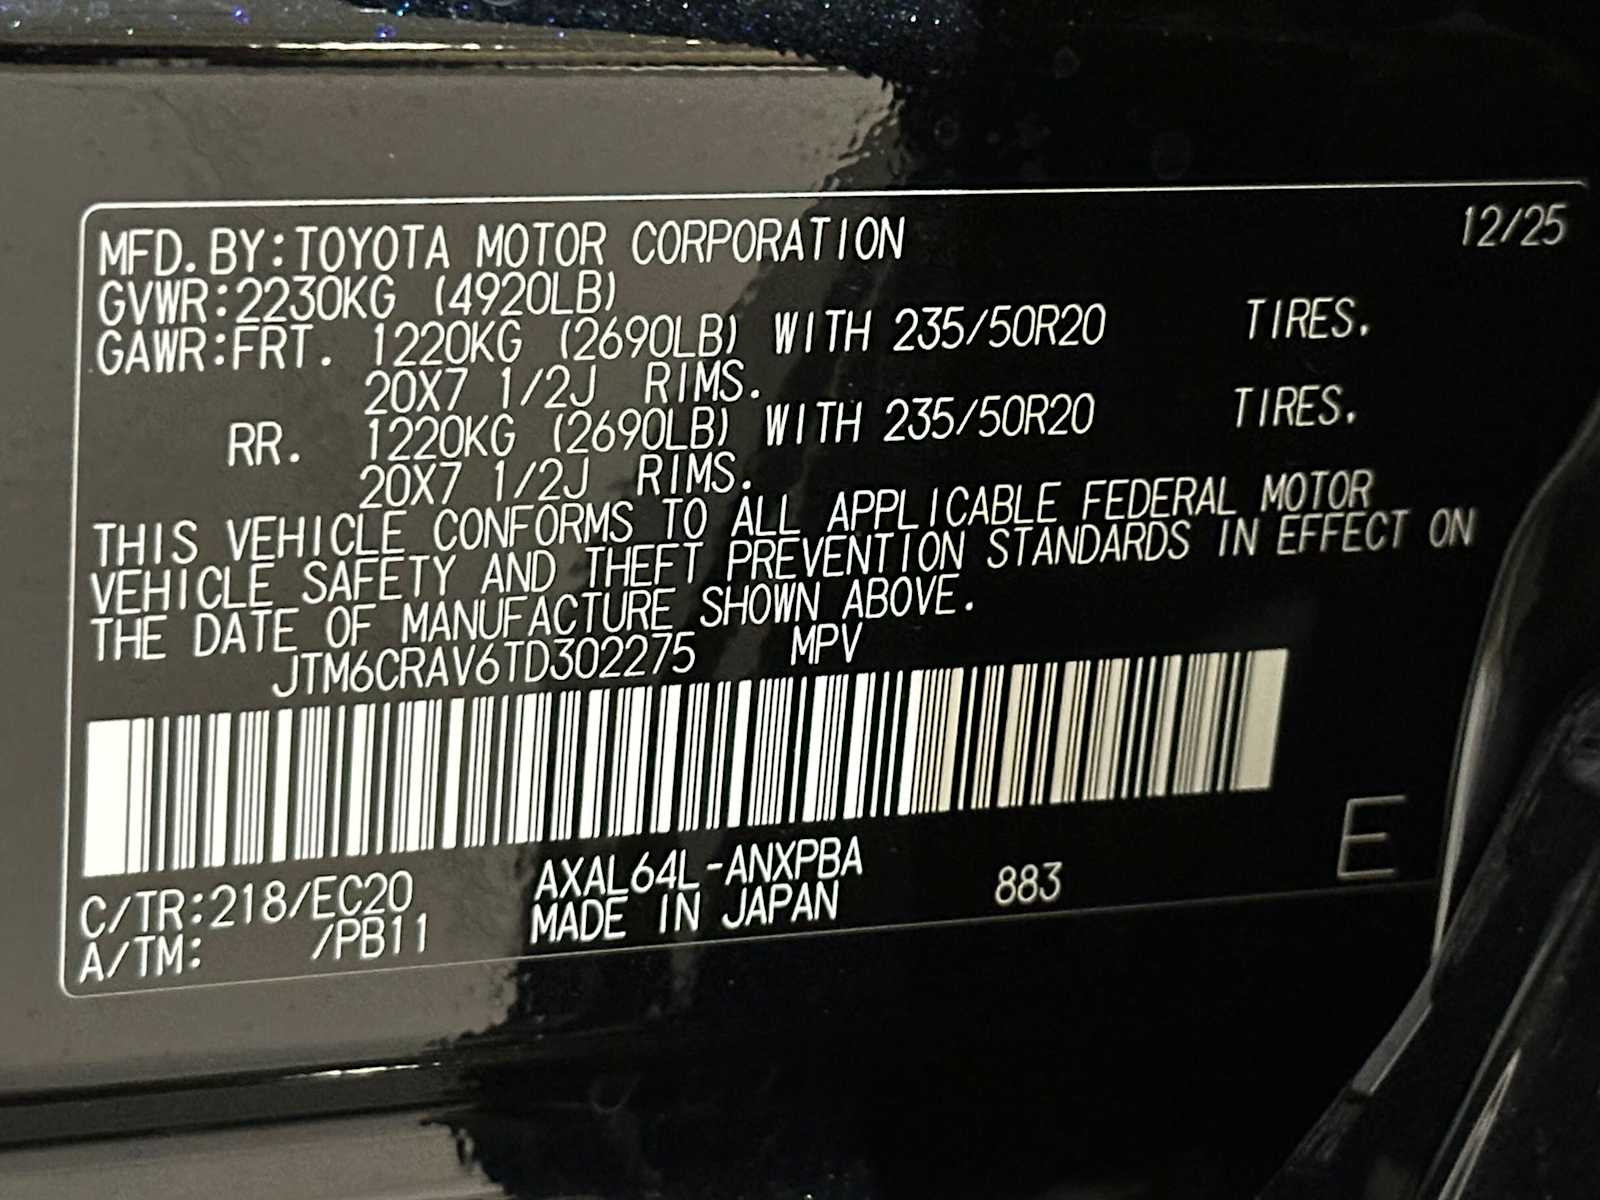 12/25
MFD.BY:TOYOTA MOTOR CORPORATION
GVWR:2230KG (4920LB)
GAWR:FRT. 1220KG (2690LB) WITH 235/50R20 TIRES.
20X7 1/2J RIMS.
RR. 1220KG (2690LB) WITH 235/50R20 TIRES.
20X7 1/2J RIMS.
THIS VEHICLE CONFORMS TO ALL APPLICABLE FEDERAL MOTOR
VEHICLE SAFETY AND THEFT PREVENTION STANDARDS IN EFFECT ON
THE DATE OF MANUFACTURE SHOWN ABOVE.
JTM6CRAV6TD302275 MPV
C/TR:218/EC20 AXAL64L-ANXPBA 883 E
A/TM: /PB11 MADE IN JAPAN